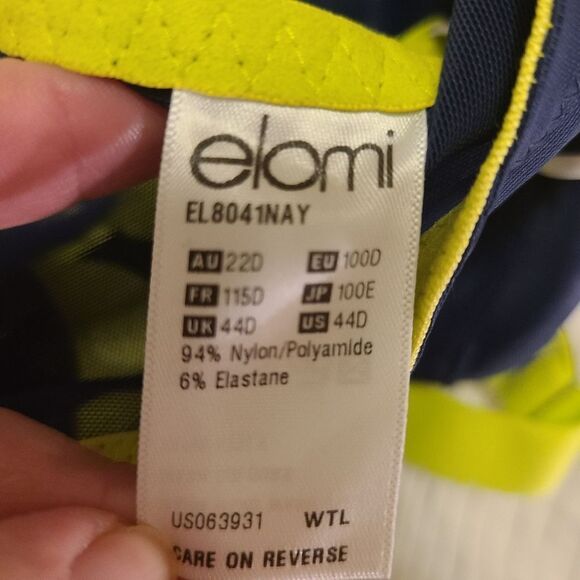 elomi
EL8041NAY
AU 22D EU 100D
FR 115D JP 100E
UK 44D US 44D
94% Nylon/Polyamide
6% Elastane
US063931 WTL
CARE ON REVERSE